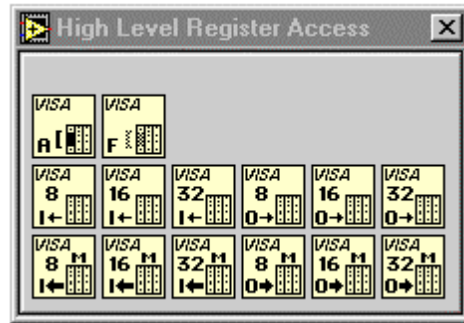 High Level Register Access
VISA VISA
A [ F
VISA VISA VISA VISA VISA VISA
8 16 32 8 16 32
I← I← I← O→ O→ O→
VISA VISA VISA VISA VISA VISA
8 M 16 M 32 M 8 M 16 M 32 M
I← I← I← O→ O→ O→